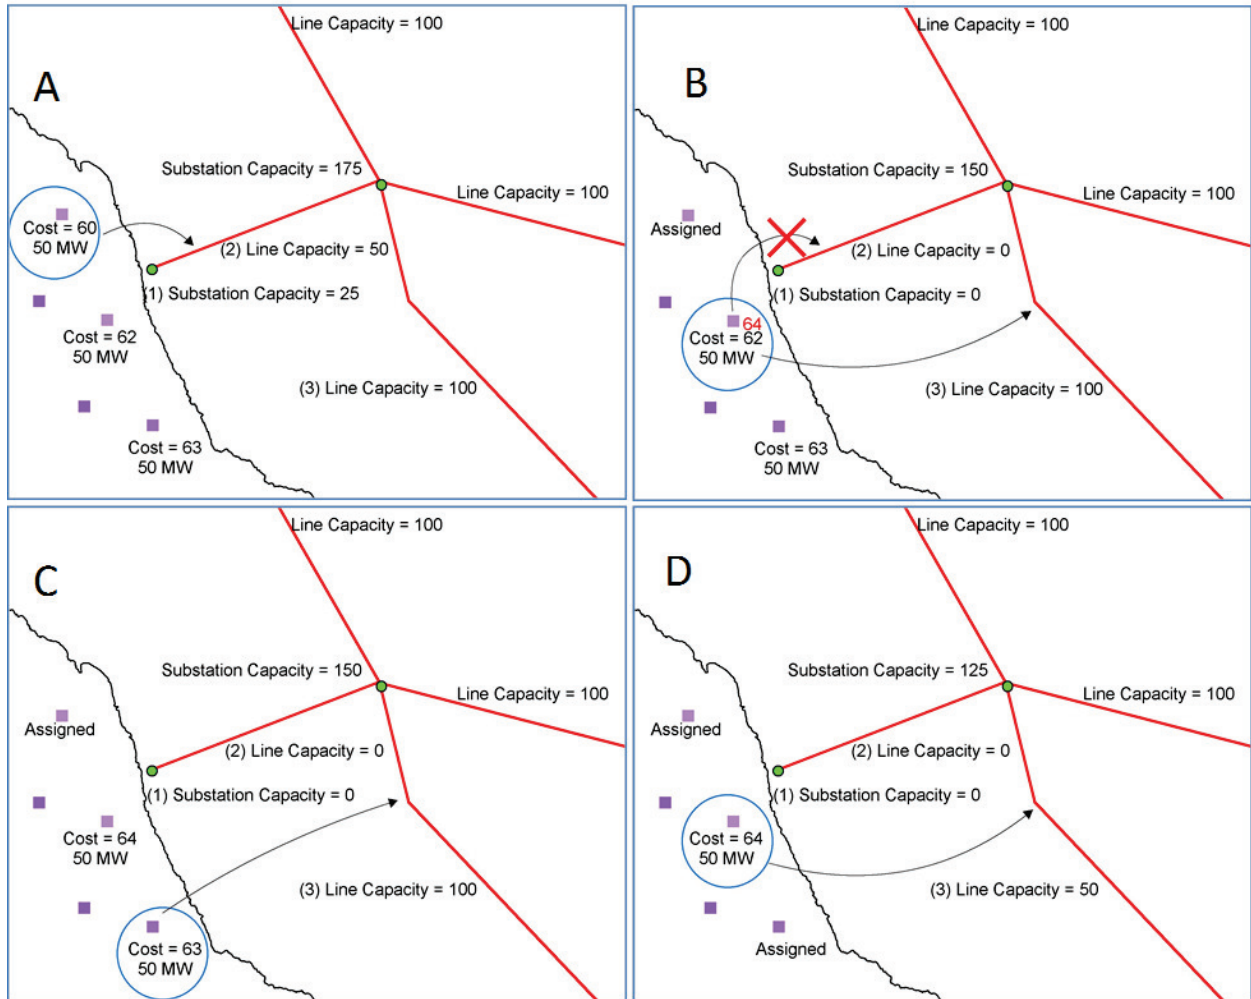 A
Line Capacity = 100
Substation Capacity = 175
Line Capacity = 100
Cost = 60
50 MW
(2) Line Capacity = 50
(1) Substation Capacity = 25
Cost = 62
50 MW
(3) Line Capacity = 100
Cost = 63
50 MW
B
Line Capacity = 100
Substation Capacity = 150
Line Capacity = 100
Assigned
(2) Line Capacity = 0
(1) Substation Capacity = 0
64
Cost = 62
50 MW
(3) Line Capacity = 100
Cost = 63
50 MW
C
Line Capacity = 100
Substation Capacity = 150
Line Capacity = 100
Assigned
(2) Line Capacity = 0
(1) Substation Capacity = 0
Cost = 64
50 MW
(3) Line Capacity = 100
Cost = 63
50 MW
D
Line Capacity = 100
Substation Capacity = 125
Line Capacity = 100
Assigned
(2) Line Capacity = 0
(1) Substation Capacity = 0
Cost = 64
50 MW
(3) Line Capacity = 50
Assigned